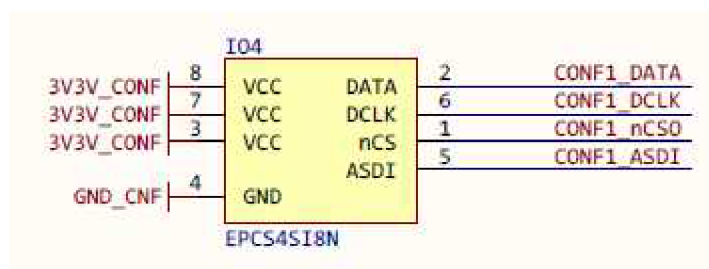 IO4
3V3V_CONF 8 VCC DATA 2 CONF1_DATA
3V3V_CONF 7 VCC DCLK 6 CONF1_DCLK
3V3V_CONF 3 VCC nCS 1 CONF1_nCSO
ASDI 5 CONF1_ASDI
GND_CNF 4 GND
EPCS4SI8N